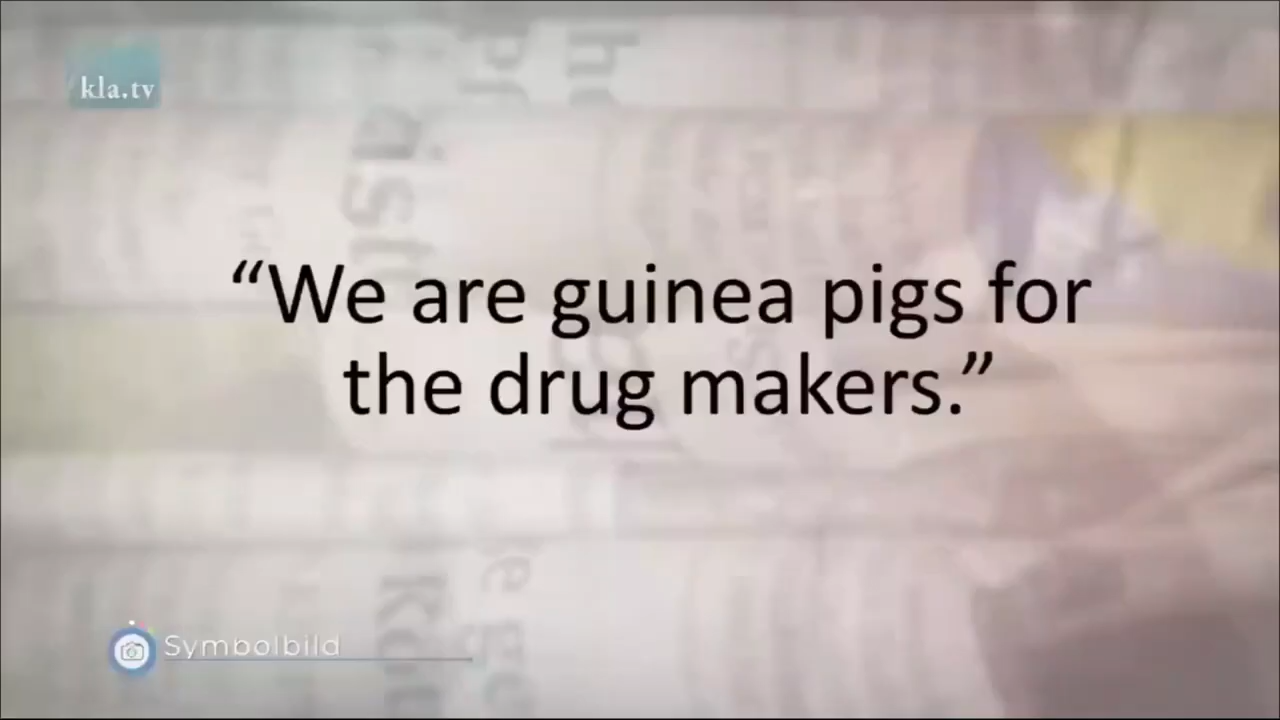 kla.tv
“We are guinea pigs for
the drug makers.”
Symbolbild